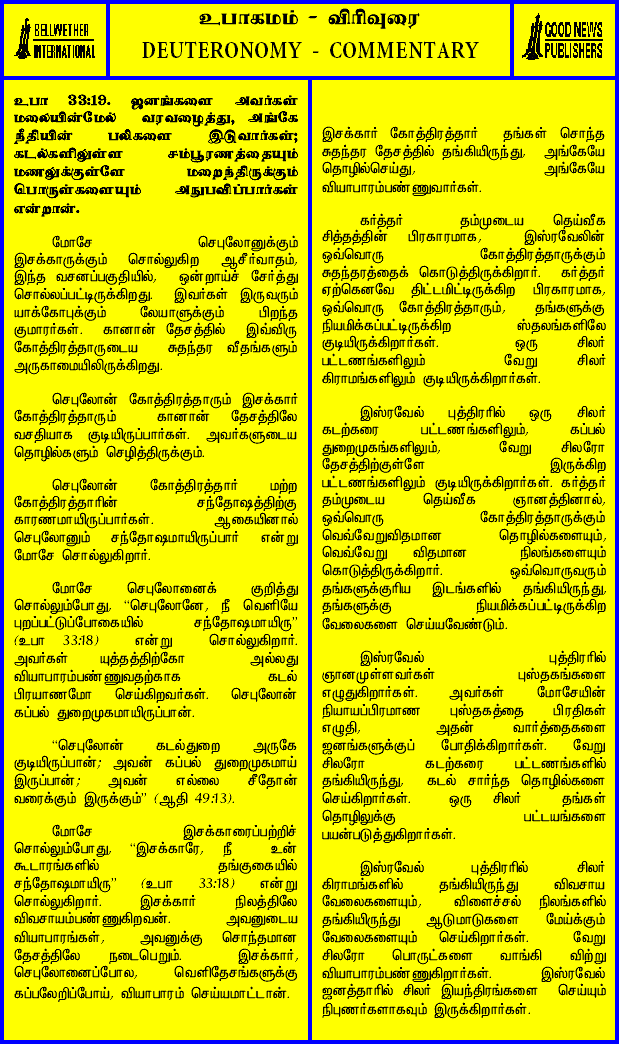 BELLWETHER
INTERNATIONAL
உபாகமம் - விரிவுரை
DEUTERONOMY - COMMENTARY
GOOD NEWS
PUBLISHERS
உபா 33:19. ஜனங்களை அவர்கள்
மலையின்மேல் வரவழைத்து, அங்கே
நீதியின் பலிகளை இடுவார்கள்;
கடல்களிலுள்ள சம்பூரணத்தையும்
மணலுக்குள்ளே மறைந்திருக்கும்
பொருள்களையும் அநுபவிப்பார்கள்
என்றான்.
மோசே செபுலோனுக்கும்
இசக்காருக்கும் சொல்லுகிற ஆசீர்வாதம்,
இந்த வசனப்பகுதியில், ஒன்றாய்ச் சேர்த்து
சொல்லப்பட்டிருக்கிறது. இவர்கள் இருவரும்
யாக்கோபுக்கும் லேயாளுக்கும் பிறந்த
குமாரர்கள். கானான் தேசத்தில் இவ்விரு
கோத்திரத்தாருடைய சுதந்தர வீதங்களும்
அருகாமையிலிருக்கிறது.
செபுலோன் கோத்திரத்தாரும் இசக்கார்
கோத்திரத்தாரும் கானான் தேசத்திலே
வசதியாக குடியிருப்பார்கள். அவர்களுடைய
தொழில்களும் செழித்திருக்கும்.
செபுலோன் கோத்திரத்தார் மற்ற
கோத்திரத்தாரின் சந்தோஷத்திற்கு
காரணமாயிருப்பார்கள். ஆகையினால்
செபுலோனும் சந்தோஷமாயிருப்பார் என்று
மோசே சொல்லுகிறார்.
மோசே செபுலோனைக் குறித்து
சொல்லும்போது, "செபுலோனே, நீ வெளியே
புறப்பட்டுப்போகையில் சந்தோஷமாயிரு"
(உபா 33:18) என்று சொல்லுகிறார்.
அவர்கள் யுத்தத்திற்கோ அல்லது
வியாபாரம்பண்ணுவதற்காக கடல்
பிரயாணமோ செய்கிறவர்கள். செபுலோன்
கப்பல் துறைமுகமாயிருப்பான்.
"செபுலோன் கடல்துறை அருகே
குடியிருப்பான்; அவன் கப்பல் துறைமுகமாய்
இருப்பான்; அவன் எல்லை சீதோன்
வரைக்கும் இருக்கும்" (ஆதி 49:13).
மோசே இசக்காரைப்பற்றிச்
சொல்லும்போது, "இசக்காரே, நீ உன்
கூடாரங்களில் தங்குகையில்
சந்தோஷமாயிரு" (உபா 33:18) என்று
சொல்லுகிறார். இசக்கார் நிலத்திலே
விவசாயம்பண்ணுகிறவன். அவனுடைய
வியாபாரங்கள், அவனுக்கு சொந்தமான
தேசத்திலே நடைபெறும். இசக்கார்,
செபுலோனைப்போல, வெளிதேசங்களுக்கு
கப்பலேறிப்போய், வியாபாரம் செய்யமாட்டான்.
இசக்கார் கோத்திரத்தார் தங்கள் சொந்த
சுதந்தர தேசத்தில் தங்கியிருந்து, அங்கேயே
தொழில்செய்து, அங்கேயே
வியாபாரம்பண்ணுவார்கள்.
கர்த்தர் தம்முடைய தெய்வீக
சித்தத்தின் பிரகாரமாக, இஸ்ரவேலின்
ஒவ்வொரு கோத்திரத்தாருக்கும்
சுதந்தரத்தைக் கொடுத்திருக்கிறார். கர்த்தர்
ஏற்கெனவே திட்டமிட்டிருக்கிற பிரகாரமாக,
ஒவ்வொரு கோத்திரத்தாரும், தங்களுக்கு
நியமிக்கப்பட்டிருக்கிற ஸ்தலங்களிலே
குடியிருக்கிறார்கள். ஒரு சிலர்
பட்டணங்களிலும் வேறு சிலர்
கிராமங்களிலும் குடியிருக்கிறார்கள்.
இஸ்ரவேல் புத்திரரில் ஒரு சிலர்
கடற்கரை பட்டணங்களிலும், கப்பல்
துறைமுகங்களிலும், வேறு சிலரோ
தேசத்திற்குள்ளே இருக்கிற
பட்டணங்களிலும் குடியிருக்கிறார்கள். கர்த்தர்
தம்முடைய தெய்வீக ஞானத்தினால்,
ஒவ்வொரு கோத்திரத்தாருக்கும்
வெவ்வேறுவிதமான தொழில்களையும்,
வெவ்வேறு விதமான நிலங்களையும்
கொடுத்திருக்கிறார். ஒவ்வொருவரும்
தங்களுக்குரிய இடங்களில் தங்கியிருந்து,
தங்களுக்கு நியமிக்கப்பட்டிருக்கிற
வேலைகளை செய்யவேண்டும்.
இஸ்ரவேல் புத்திரரில்
ஞானமுள்ளவர்கள் புஸ்தகங்களை
எழுதுகிறார்கள். அவர்கள் மோசேயின்
நியாயப்பிரமாண புஸ்தகத்தை பிரதிகள்
எழுதி, அதன் வார்த்தைகளை
ஜனங்களுக்குப் போதிக்கிறார்கள். வேறு
சிலரோ கடற்கரை பட்டணங்களில்
தங்கியிருந்து, கடல் சார்ந்த தொழில்களை
செய்கிறார்கள். ஒரு சிலர் தங்கள்
தொழிலுக்கு பட்டயங்களை
பயன்படுத்துகிறார்கள்.
இஸ்ரவேல் புத்திரரில் சிலர்
கிராமங்களில் தங்கியிருந்து விவசாய
வேலைகளையும், விளைச்சல் நிலங்களில்
தங்கியிருந்து ஆடுமாடுகளை மேய்க்கும்
வேலைகளையும் செய்கிறார்கள். வேறு
சிலரோ பொருட்களை வாங்கி விற்று
வியாபாரம்பண்ணுகிறார்கள். இஸ்ரவேல்
ஜனத்தாரில் சிலர் இயந்திரங்களை செய்யும்
நிபுணர்களாகவும் இருக்கிறார்கள்.